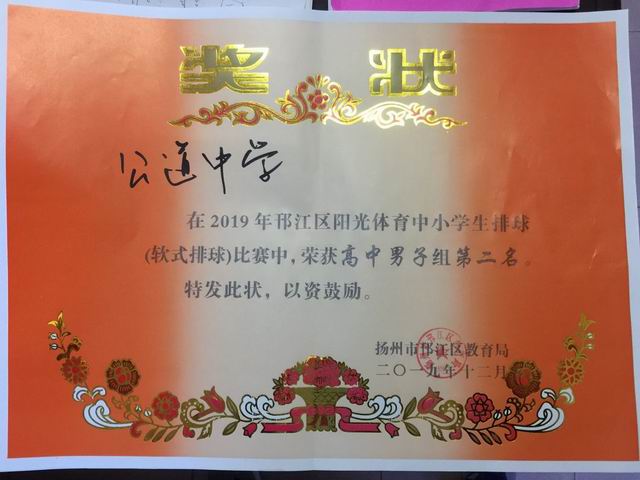 奖状
公道中学
在2019年邗江区阳光体育中小学生排球
(软式排球)比赛中,荣获高中男子组第二名。
特发此状，以资鼓励。
扬州市邗江区教育局
二〇一九年十二月